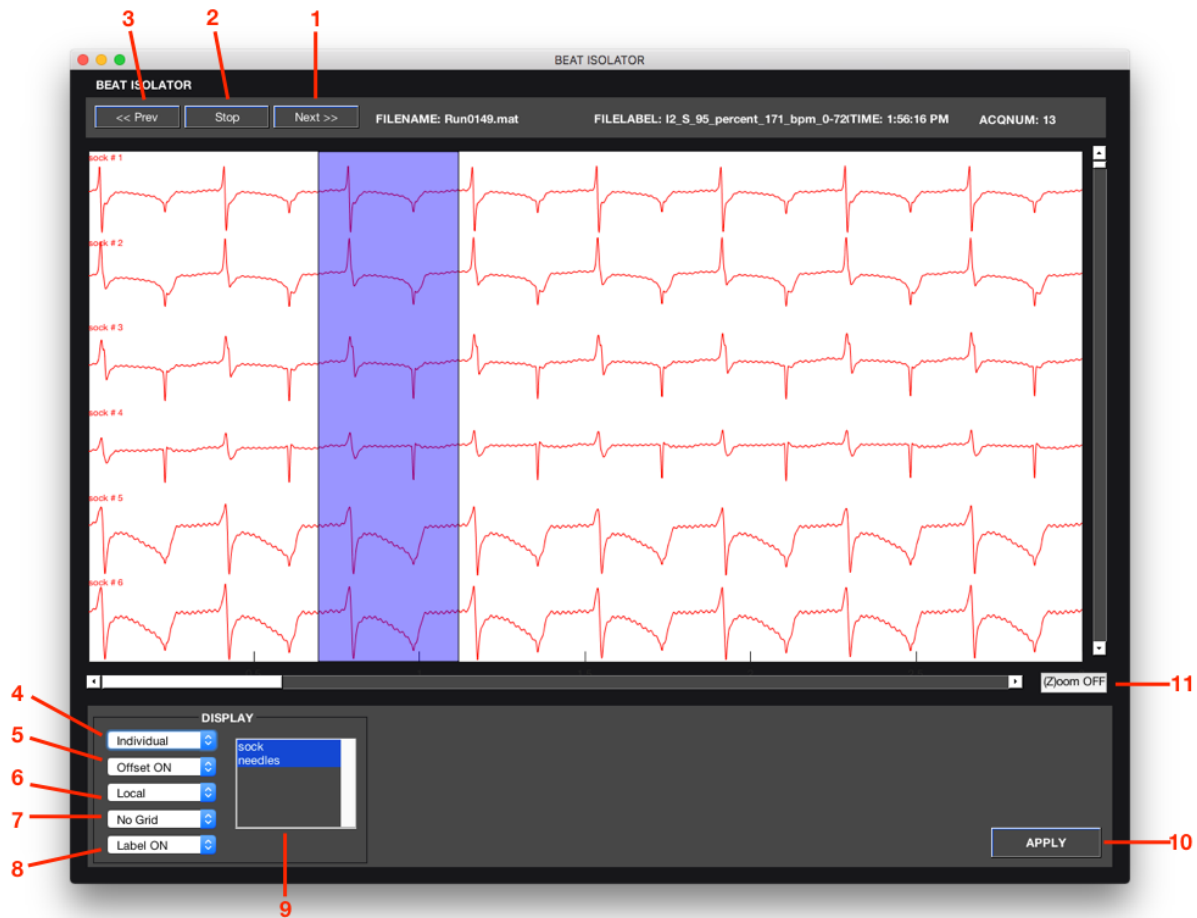 3 2 1
BEAT ISOLATOR
BEAT ISOLATOR
<< Prev Stop Next >> FILENAME: Run0149.mat FILELABEL: I2_S_95_percent_171_bpm_0-72(TIME: 1:56:16 PM ACQNUM: 13
sock # 1
sock # 2
sock # 3
sock # 4
sock # 5
sock # 6
(Z)oom OFF 11
DISPLAY
4 Individual sock
needles
5 Offset ON
6 Local
7 No Grid
8 Label ON
APPLY 10
9